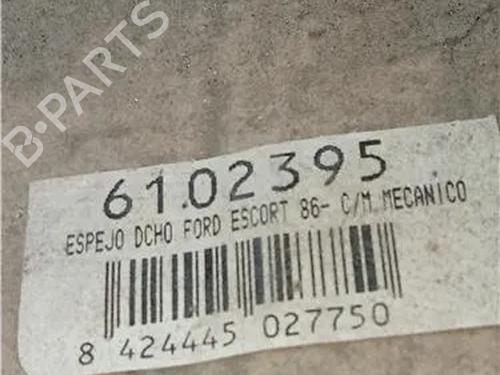 B-PARTS
61.02395
ESPEJO DCHO FORD ESCORT 86- C/M.MECANICO
8 424445 027750